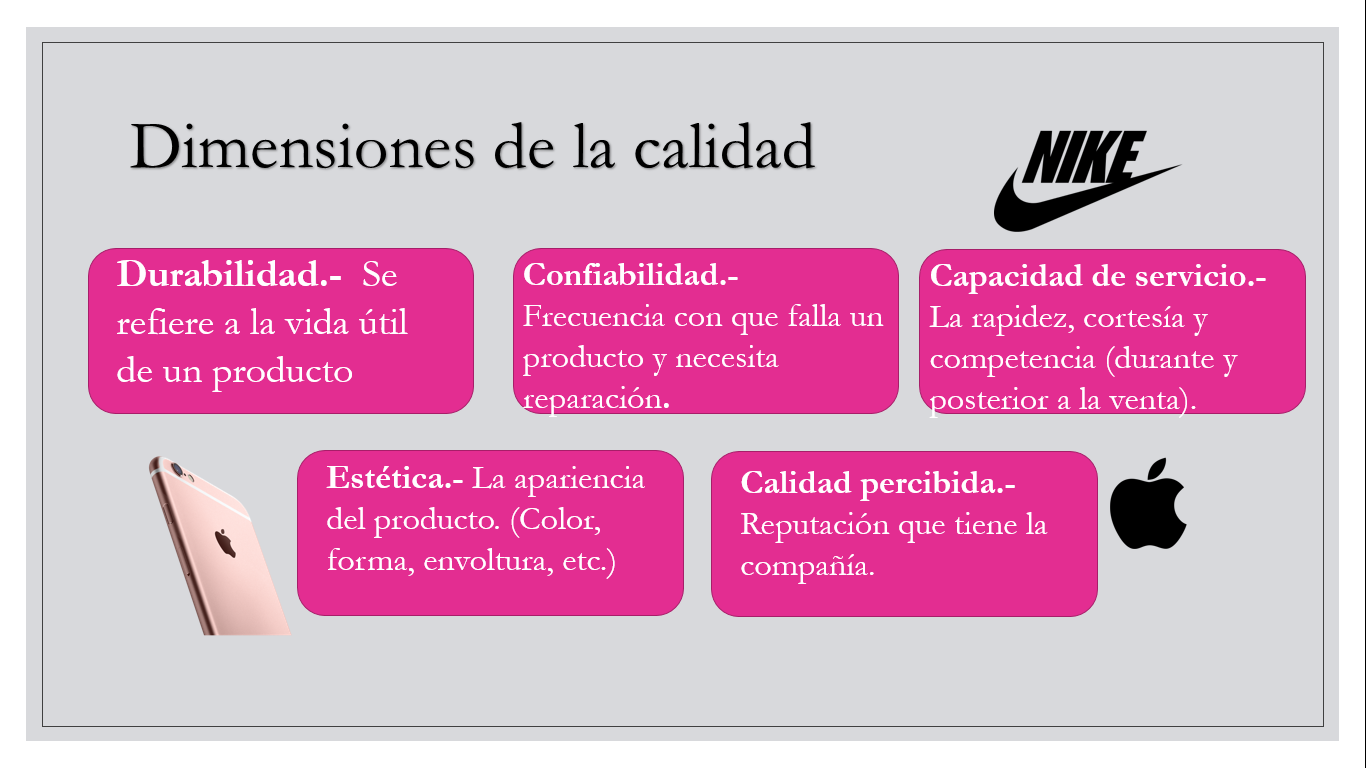 Dimensiones de la calidad
NIKE
Durabilidad.- Se
refiere a la vida útil
de un producto
Confiabilidad.-
Frecuencia con que falla un
producto y necesita
reparación.
Capacidad de servicio.-
La rapidez, cortesía y
competencia (durante y
posterior a la venta).
Estética.- La apariencia
del producto. (Color,
forma, envoltura, etc.)
Calidad percibida.-
Reputación que tiene la
compañía.